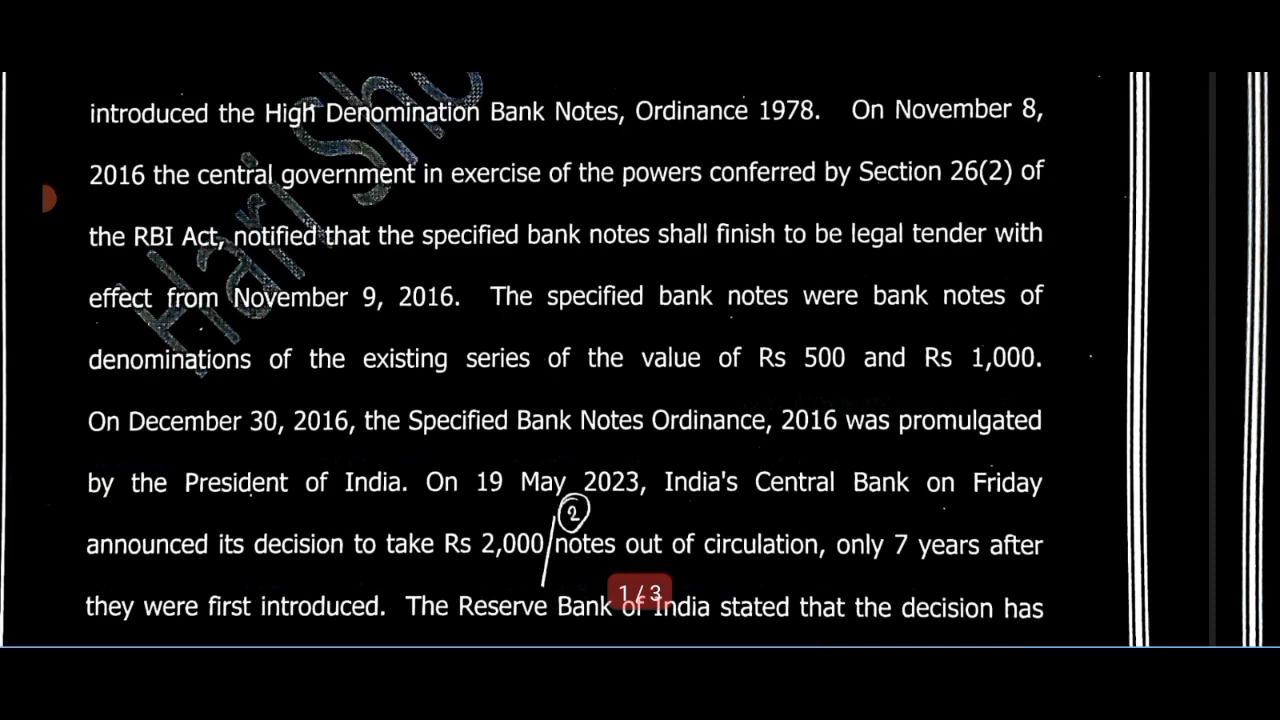 introduced the High Denomination Bank Notes, Ordinance 1978. On November 8,
2016 the central government in exercise of the powers conferred by Section 26(2) of
the RBI Act, notified that the specified bank notes shall finish to be legal tender with
effect from November 9, 2016. The specified bank notes were bank notes of
denominations of the existing series of the value of Rs 500 and Rs 1,000.
On December 30, 2016, the Specified Bank Notes Ordinance, 2016 was promulgated
by the President of India. On 19 May 2023, India's Central Bank on Friday
2
announced its decision to take Rs 2,000/notes out of circulation, only 7 years after
1/3
they were first introduced. The Reserve Bank of India stated that the decision has
Hari Sho